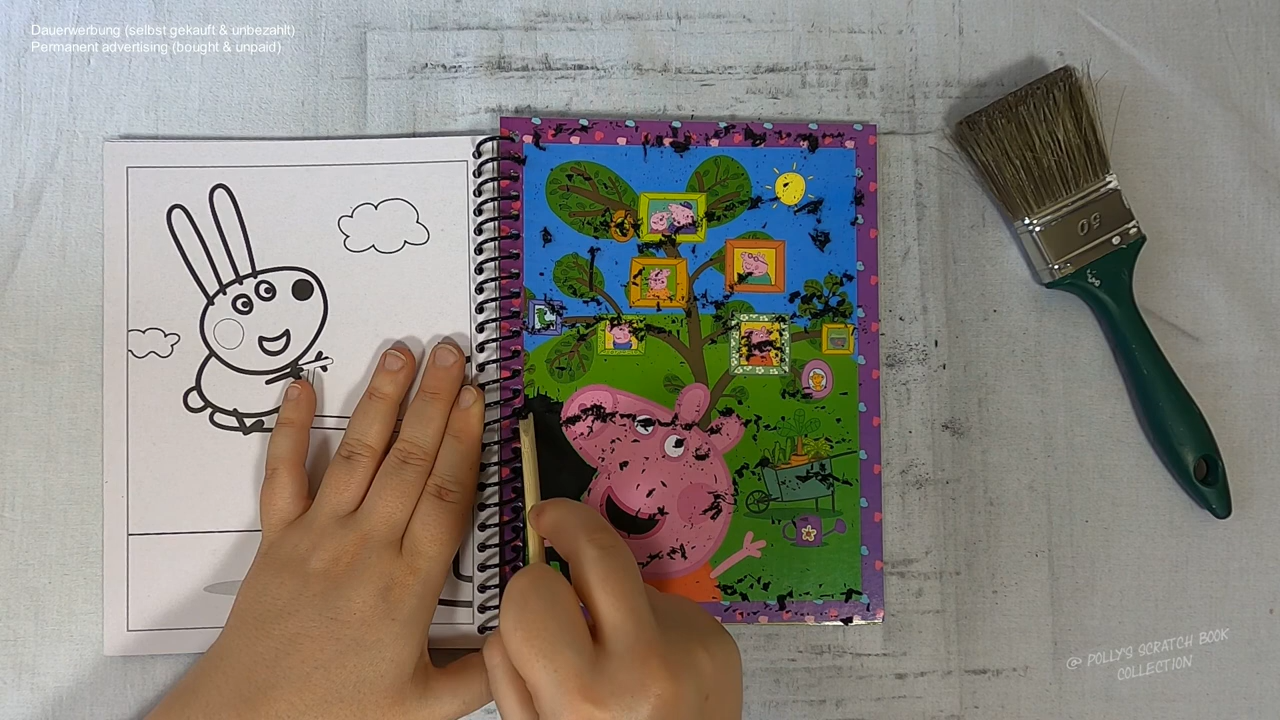 Dauerwerbung (selbst gekauft & unbezahlt)
Permanent advertising (bought & unpaid)
50
@ POLLY'S SCRATCH BOOK
COLLECTION